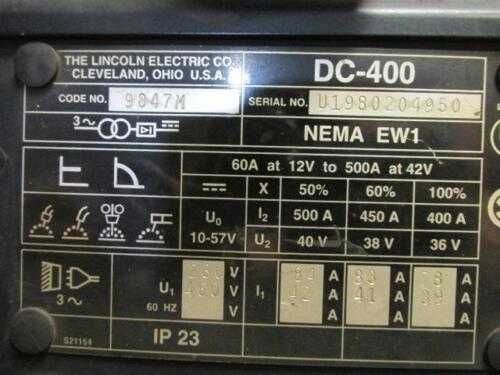 THE LINCOLN ELECTRIC CO.
CLEVELAND, OHIO U.S.A.
DC-400
CODE NO. 9847M
SERIAL NO. U1980204950
3~
NEMA EW1
60A at 12V to 500A at 42V
X 50% 60% 100%
U0 10-57V
I2 500 A 450 A 400 A
U2 40 V 38 V 36 V
3~
U1 V V
60 HZ
I1 A A A
41 A
S21154
IP 23